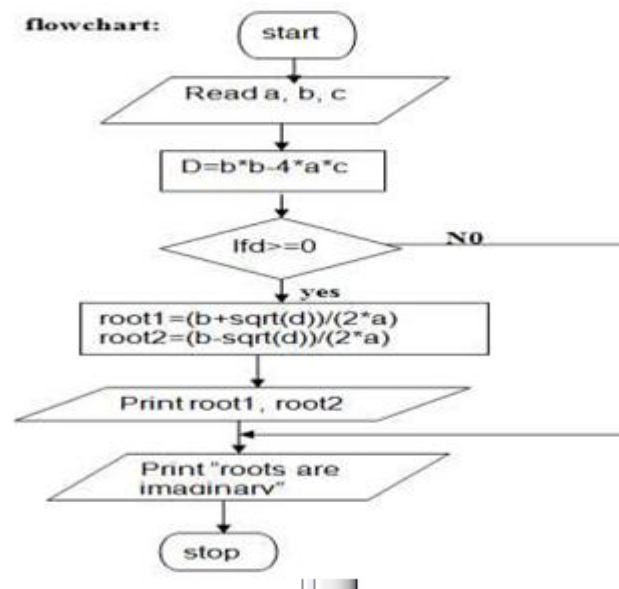 flowchart:
start
Read a, b, c
D=b*b-4*a*c
Ifd>=0
N0
yes
root1=(b+sqrt(d))/(2*a)
root2=(b-sqrt(d))/(2*a)
Print root1, root2
Print "roots are
imaginary"
stop